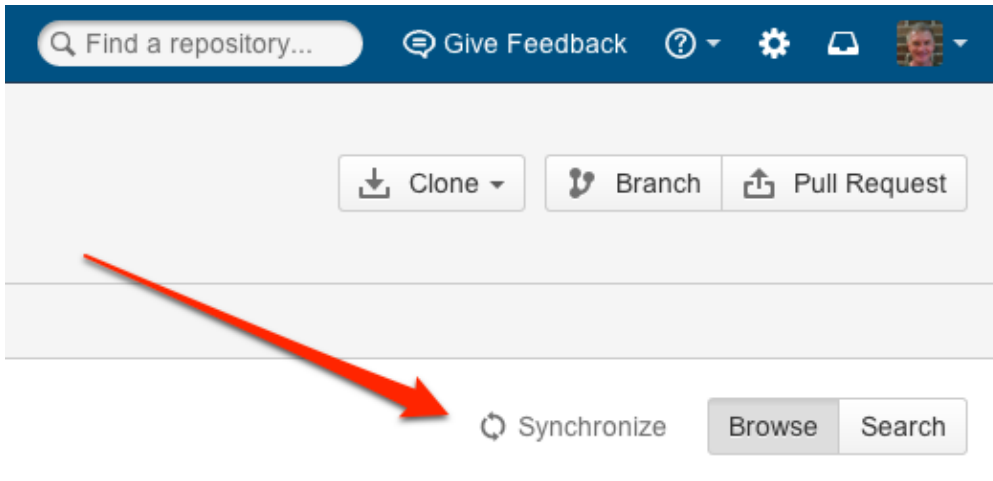 Find a repository... Give Feedback
Clone Branch Pull Request
Synchronize Browse Search